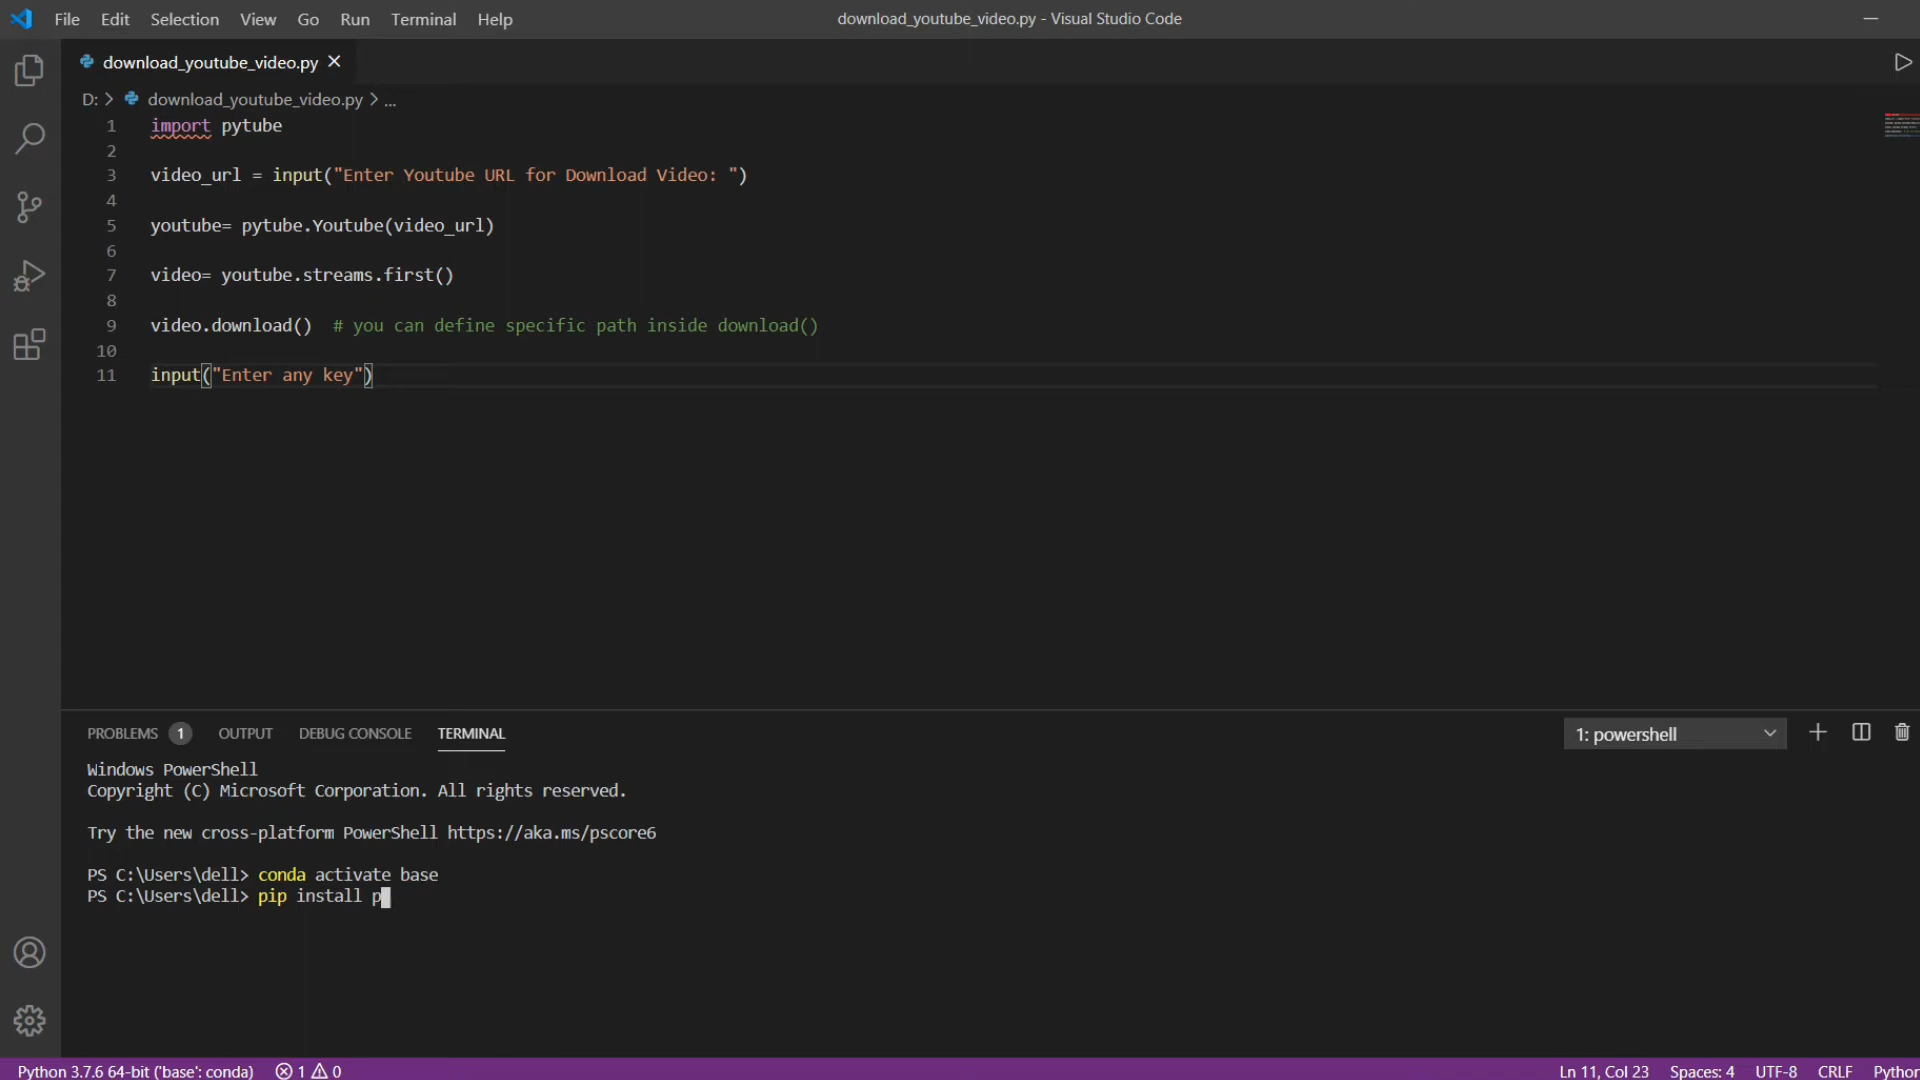 File Edit Selection View Go Run Terminal Help download_youtube_video.py - Visual Studio Code
download_youtube_video.py
D: > download_youtube_video.py > ...
1 import pytube
2
3 video_url = input("Enter Youtube URL for Download Video: ")
4
5 youtube= pytube.Youtube(video_url)
6
7 video= youtube.streams.first()
8
9 video.download() # you can define specific path inside download()
10
11 input("Enter any key")
PROBLEMS 1 OUTPUT DEBUG CONSOLE TERMINAL 1: powershell
Windows PowerShell
Copyright (C) Microsoft Corporation. All rights reserved.
Try the new cross-platform PowerShell https://aka.ms/pscore6
PS C:\Users\dell> conda activate base
PS C:\Users\dell> pip install p
Python 3.7.6 64-bit ('base': conda) 1 0 Ln 11, Col 23 Spaces: 4 UTF-8 CRLF Python